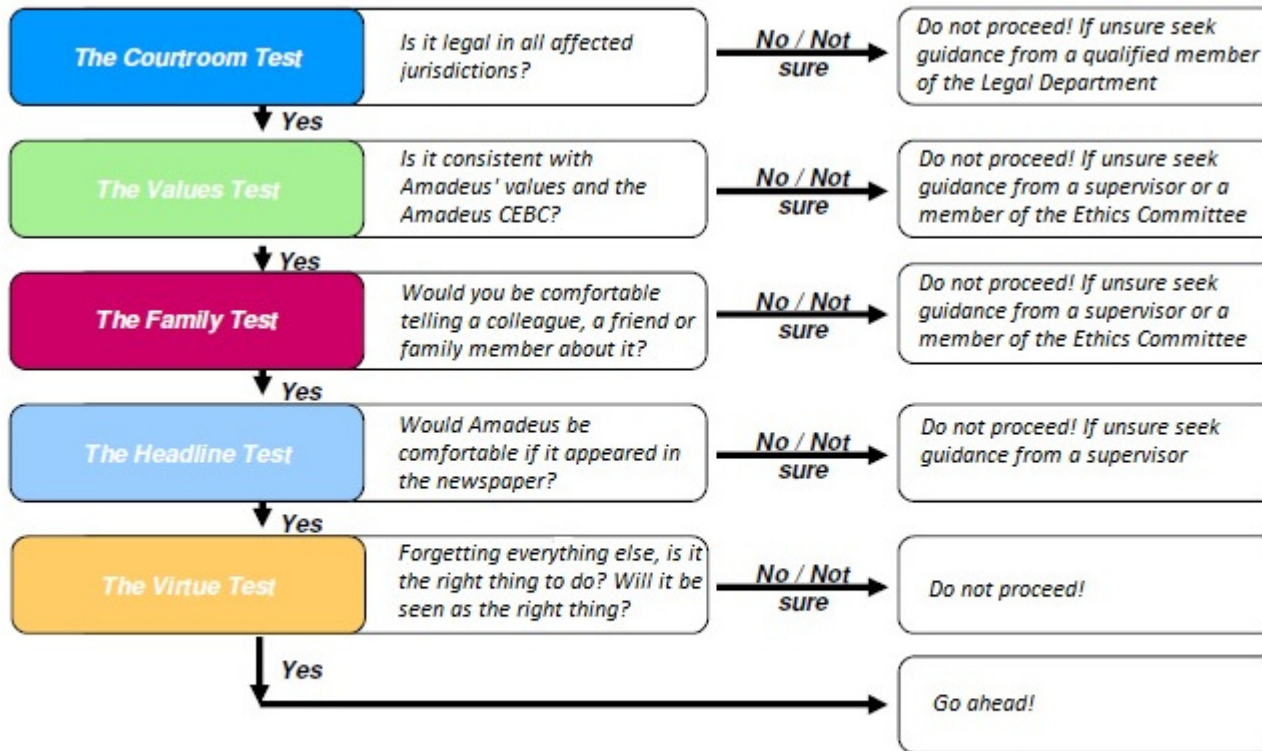 The Courtroom Test
Is it legal in all affected
jurisdictions?
No / Not
sure
Do not proceed! If unsure seek
guidance from a qualified member
of the Legal Department
Yes
The Values Test
Is it consistent with
Amadeus' values and the
Amadeus CEBC?
No / Not
sure
Do not proceed! If unsure seek
guidance from a supervisor or a
member of the Ethics Committee
Yes
The Family Test
Would you be comfortable
telling a colleague, a friend or
family member about it?
No / Not
sure
Do not proceed! If unsure seek
guidance from a supervisor or a
member of the Ethics Committee
Yes
The Headline Test
Would Amadeus be
comfortable if it appeared in
the newspaper?
No / Not
sure
Do not proceed! If unsure seek
guidance from a supervisor
Yes
The Virtue Test
Forgetting everything else, is it
the right thing to do? Will it be
seen as the right thing?
No / Not
sure
Do not proceed!
Yes
Go ahead!